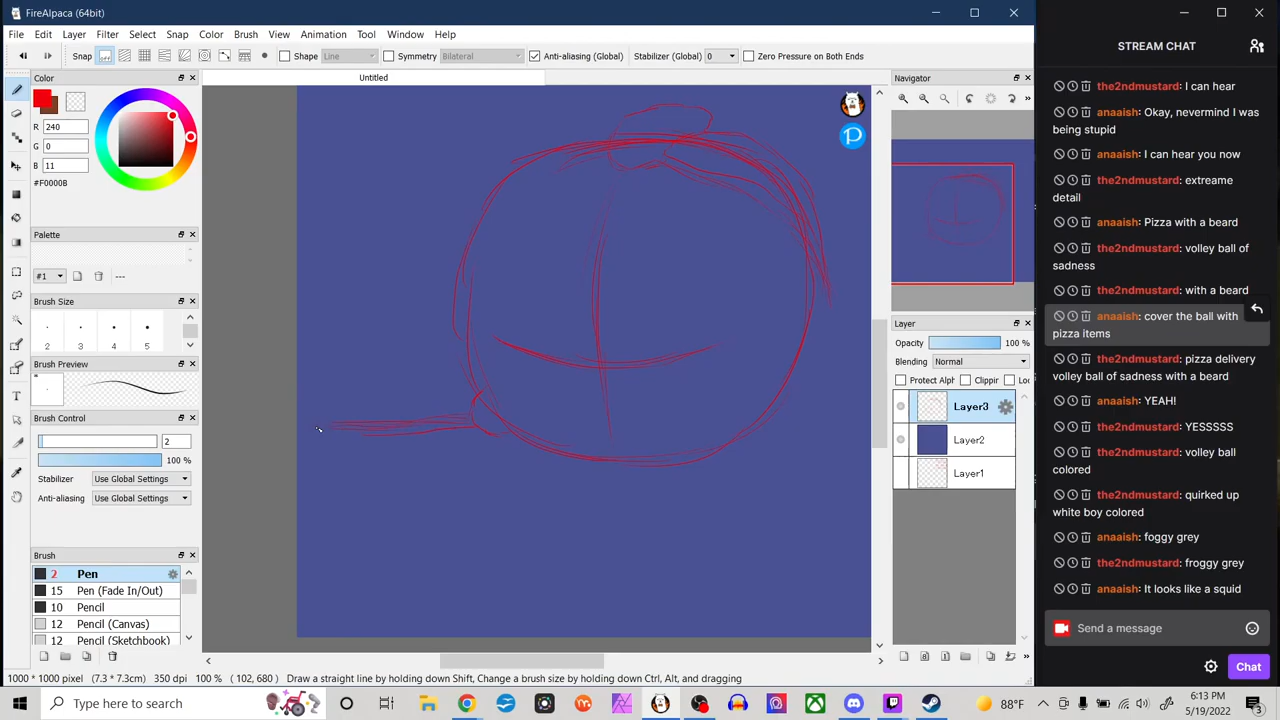 FireAlpaca (64bit)
File Edit Layer Filter Select Snap Color Brush View Animation Tool Window Help
Snap Shape Line Symmetry Bilateral Anti-aliasing (Global) Stabilizer (Global) 0 Zero Pressure on Both Ends
Color
R 240
G 0
B 11
#F0000B
Palette
#1 ---
Brush Size
2 3 4 5
Brush Preview
Brush Control
2
100 %
Stabilizer Use Global Settings
Anti-aliasing Use Global Settings
Brush
2 Pen
15 Pen (Fade In/Out)
10 Pencil
12 Pencil (Canvas)
12 Pencil (Sketchbook)
Untitled
Navigator
Layer
Opacity 100 %
Blending Normal
Protect Alph Clippir Loc
Layer3
Layer2
Layer1
1000 * 1000 pixel (7.3 * 7.3cm) 350 dpi 100 % ( 102, 680 ) Draw a straight line by holding down Shift, Change a brush size by holding down Ctrl, Alt, and dragging
STREAM CHAT
the2ndmustard: I can hear
anaaish: Okay, nevermind I was
being stupid
anaaish: I can hear you now
the2ndmustard: extreame
detail
anaaish: Pizza with a beard
the2ndmustard: volley ball of
sadness
the2ndmustard: with a beard
anaaish: cover the ball with
pizza items
the2ndmustard: pizza delivery
volley ball of sadness with a beard
anaaish: YEAH!
the2ndmustard: YESSSSS
the2ndmustard: volley ball
colored
the2ndmustard: quirked up
white boy colored
anaaish: foggy grey
the2ndmustard: froggy grey
anaaish: It looks like a squid
Send a message
Chat
Type here to search
88°F
6:13 PM
5/19/2022
3